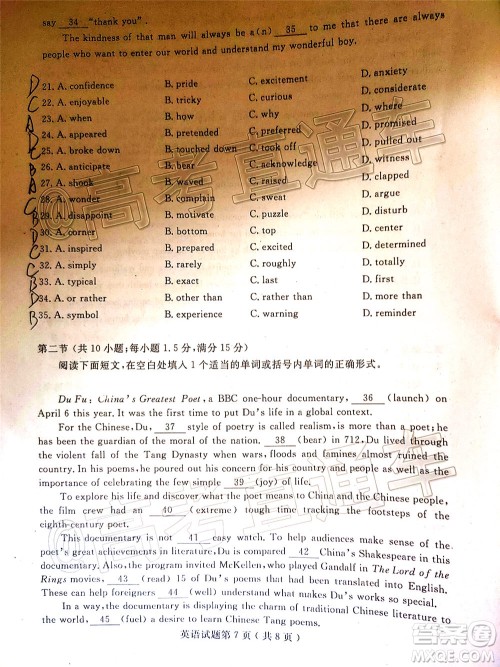 say 34 "thank you".
The kindness of that man will always be a(n) 35 to me that there are always
people who want to enter our world and understand my wonderful boy.
21. A. confidence B. pride C. excitement D. anxiety
22. A. enjoyable B. tricky C. curious D. considerate
23. A. when B. how C. why D. where
24. A. appeared B. pretended C. preferred D. promised
25. A. broke down B. touched down C. took off D. pulled out
26. A. anticipate B. bear C. acknowledge D. witness
27. A. shook B. waved C. scanned D. clapped
28. A. wonder B. complain C. sweat D. argue
29. A. disappoint B. motivate C. purchase D. disturb
30. A. corner B. bottom C. top D. center
31. A. inspired B. prepared C. excited D. determined
32. A. simply B. rarely C. roughly D. totally
33. A. typical B. exact C. largest D. first
34. A. or rather B. other than C. rather than D. or other
35. A. explanation B. example C. warning D. reminder
第二节(共10小题;每小题1.5分,满分15分)
阅读下面短文,在空白处填入1个适当的单词或括号内单词的正确形式。
Du Fu: China's Greatest Poet, a BBC one-hour documentary, 36 (launch) on
April 6 this year. It was the first time to put Du's life in a global context.
For the Chinese, Du, 37 style of poetry is realism, is more than a poet; he
has been the guardian of the moral of the nation. 38 (bear) in 712, Du lived through
the violent fall of the Tang Dynasty when wars, floods and famines almost ruined the
country. In his poems, he poured out his concern for his country and people and the
importance of celebrating the few simple 39 (joy) of life.
To explore his life and discover what the poet means to China and the Chinese people,
the film crew had an 40 (extreme) tough time tracking the footsteps of the
eighth-century poet.
This documentary is not 41 easy watch. To help audiences make sense of the
poet's great achievements in literature, Du is compared 42 China's Shakespeare in this
documentary. Also, the program invited McKellen, who played Gandalf in The Lord of the
Rings movies, 43 (read) 15 of Du's poems that had been translated into English.
These can help foreigners 44 (well) understand what Du wants to express in his poems.
In a way, the documentary is displaying the charm of traditional Chinese literature to
the world, 45 (fuel) a desire to learn Chinese Tang poems.
英语试题第7页(共8页)